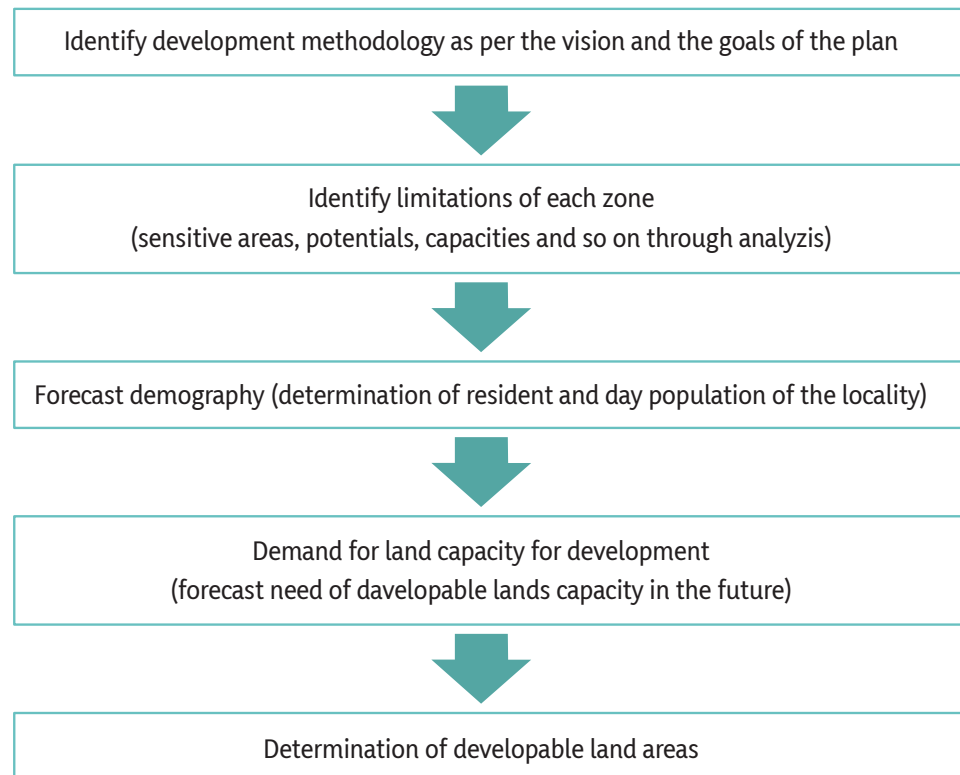 Identify development methodology as per the vision and the goals of the plan
Identify limitations of each zone
(sensitive areas, potentials, capacities and so on through analyzis)
Forecast demography (determination of resident and day population of the locality)
Demand for land capacity for development
(forecast need of davelopable lands capacity in the future)
Determination of developable land areas